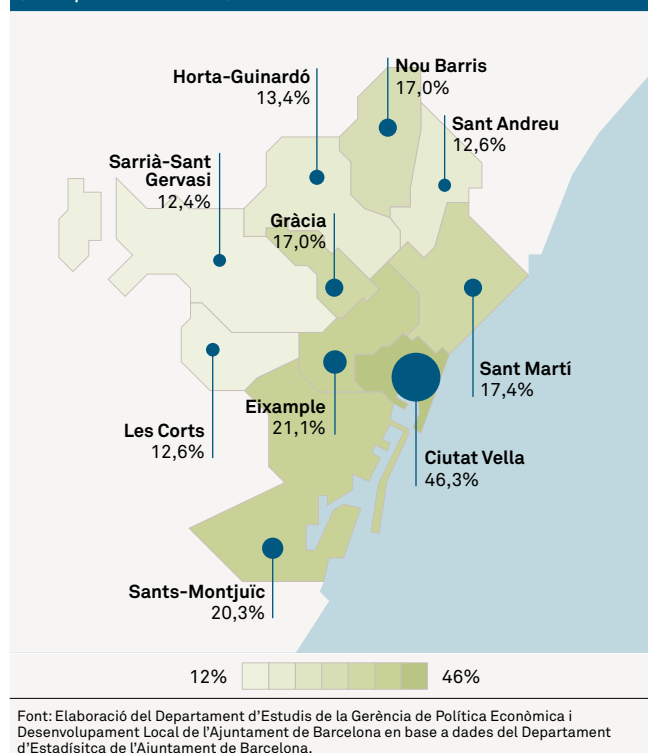 Nou Barris
17,0%
Horta-Guinardó
13,4%
Sant Andreu
12,6%
Sarrià-Sant
Gervasi
12,4%
Gràcia
17,0%
Sant Martí
17,4%
Eixample
21,1%
Les Corts
12,6%
Ciutat Vella
46,3%
Sants-Montjuïc
20,3%
12%
46%
Font: Elaboració del Departament d'Estudis de la Gerència de Política Econòmica i
Desenvolupament Local de l'Ajuntament de Barcelona en base a dades del Departament
d'Estadísitca de l'Ajuntament de Barcelona.